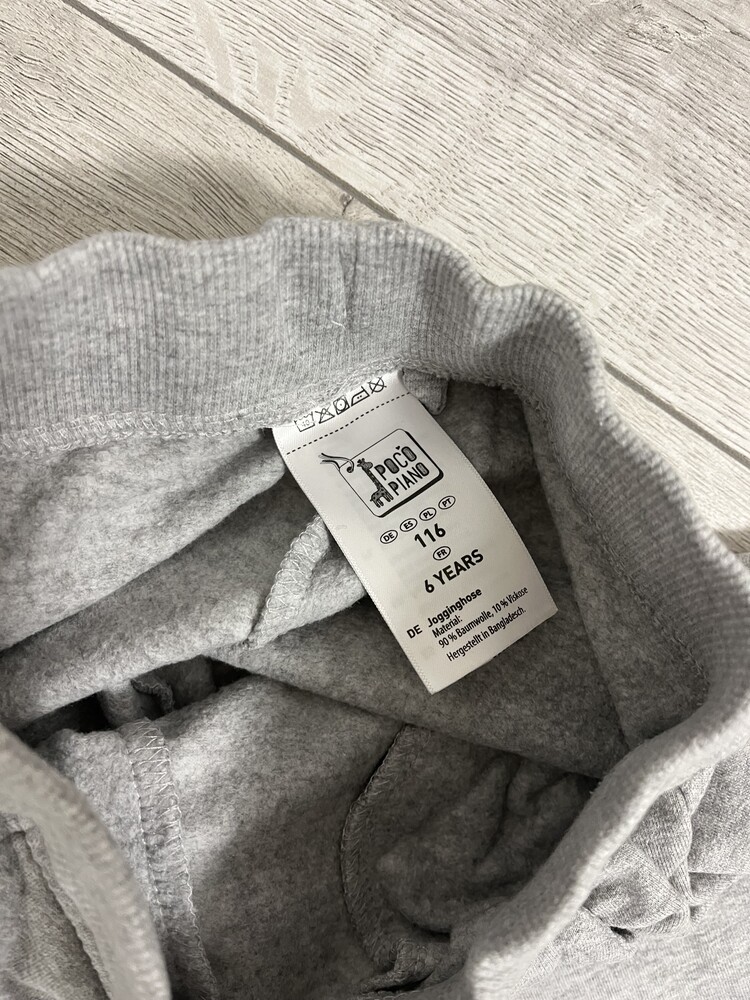 POCO
PIANO
DE ES PL PT
116
FR
6 YEARS
DE Jogginghose
Material:
90 % Baumwolle, 10 % Viskose
Hergestellt in Bangladesch.